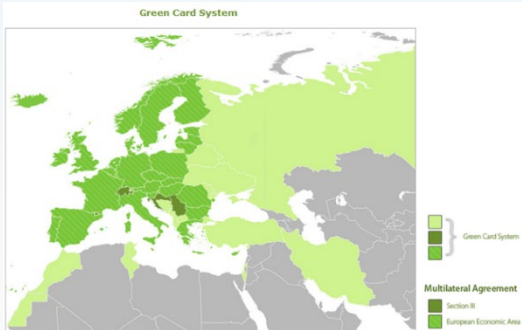 Green Card System
Green Card System
Multilateral Agreement
Section III
European Economic Area